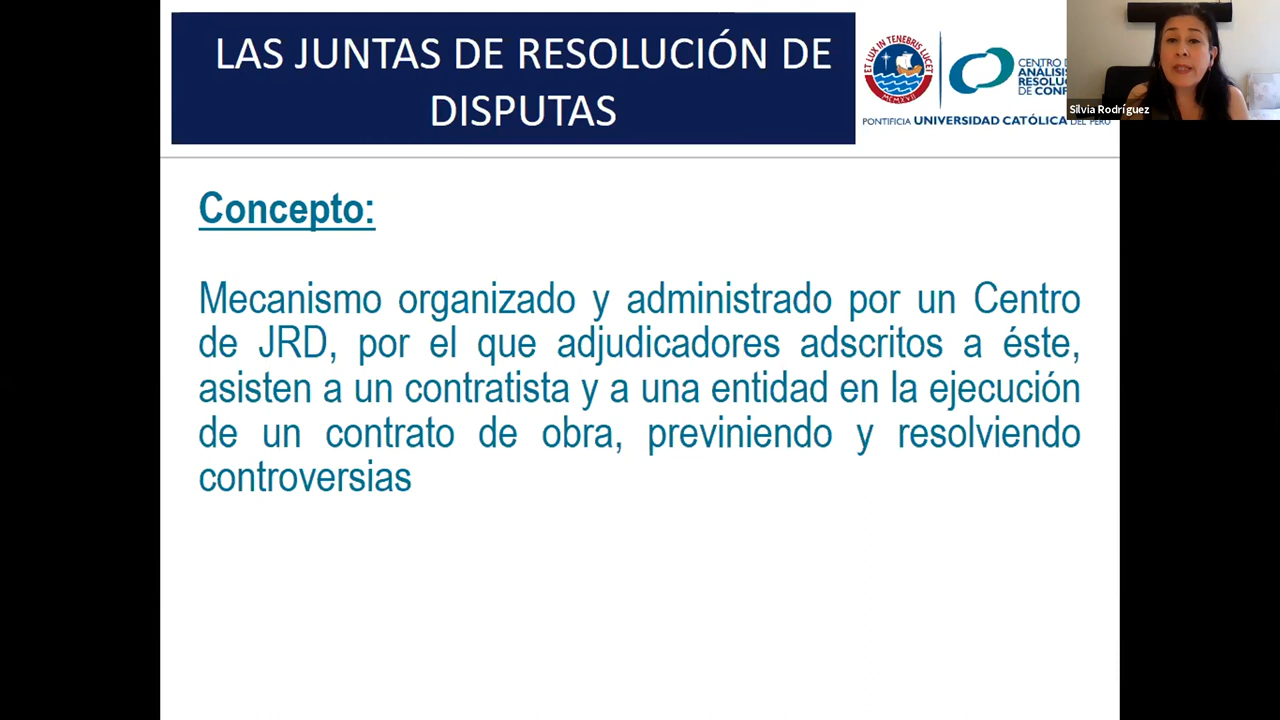 LAS JUNTAS DE RESOLUCIÓN DE
DISPUTAS
ET LUX IN TENEBRIS LUCET
MCMXVII
CENTRO
ANÁLISIS
DE
PONTIFICIA UNIVERSIDAD CATÓLICA DEL PERÚ
Silvia Rodríguez
Concepto:
Mecanismo organizado y administrado por un Centro
de JRD, por el que adjudicadores adscritos a éste,
asisten a un contratista y a una entidad en la ejecución
de un contrato de obra, previniendo y resolviendo
controversias